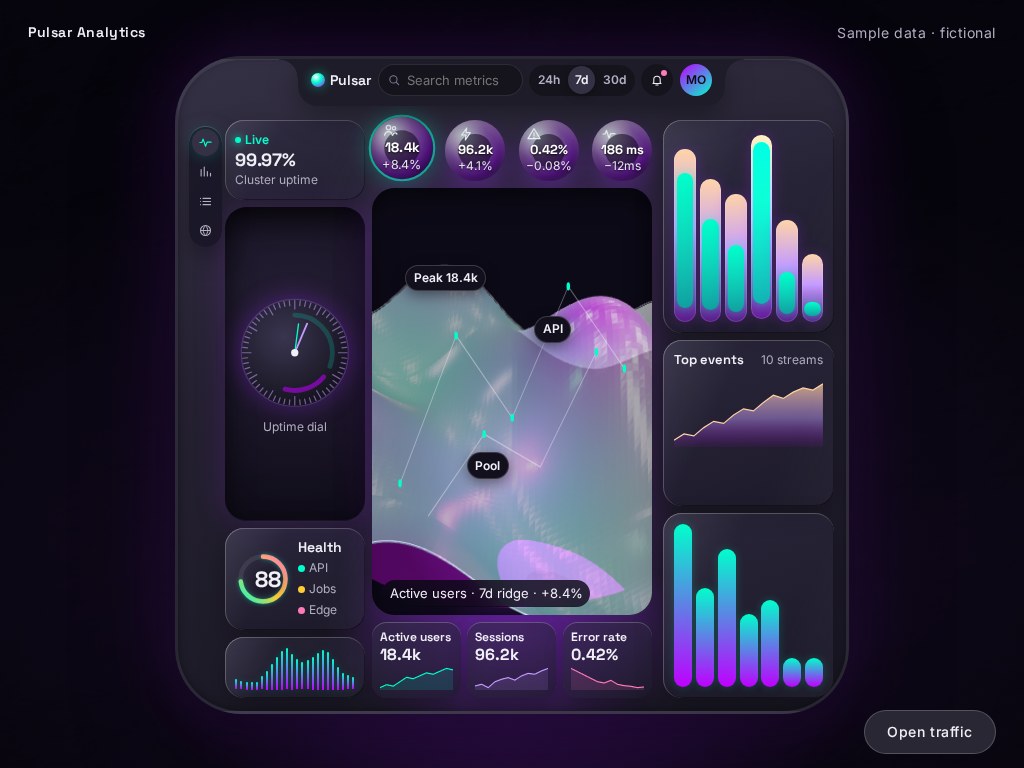 Pulsar Analytics
Sample data · fictional
Pulsar
Search metrics
24h
7d
30d
MO
Live
99.97%
Cluster uptime
18.4k
+8.4%
96.2k
+4.1%
0.42%
−0.08%
186 ms
−12ms
Peak 18.4k
API
Pool
Active users · 7d ridge · +8.4%
Uptime dial
Top events
10 streams
88
Health
API
Jobs
Edge
Active users
18.4k
Sessions
96.2k
Error rate
0.42%
Open traffic